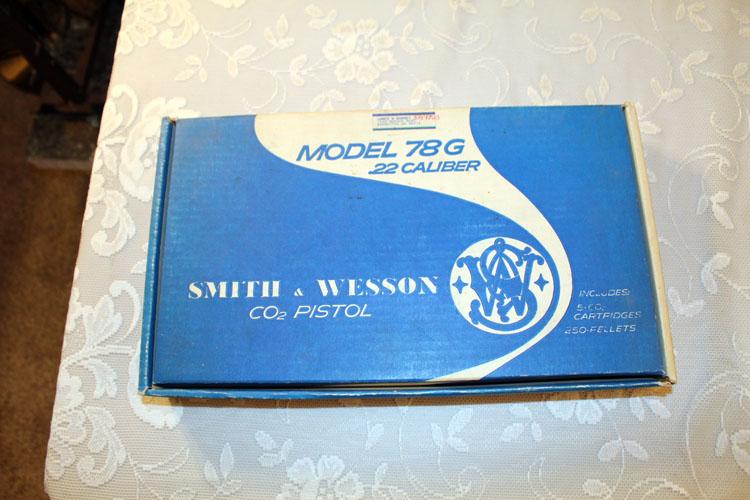 MODEL 78G
.22 CALIBER
SMITH & WESSON
CO2 PISTOL
INCLUDES:
5-CO2
CARTRIDGES
250-PELLETS